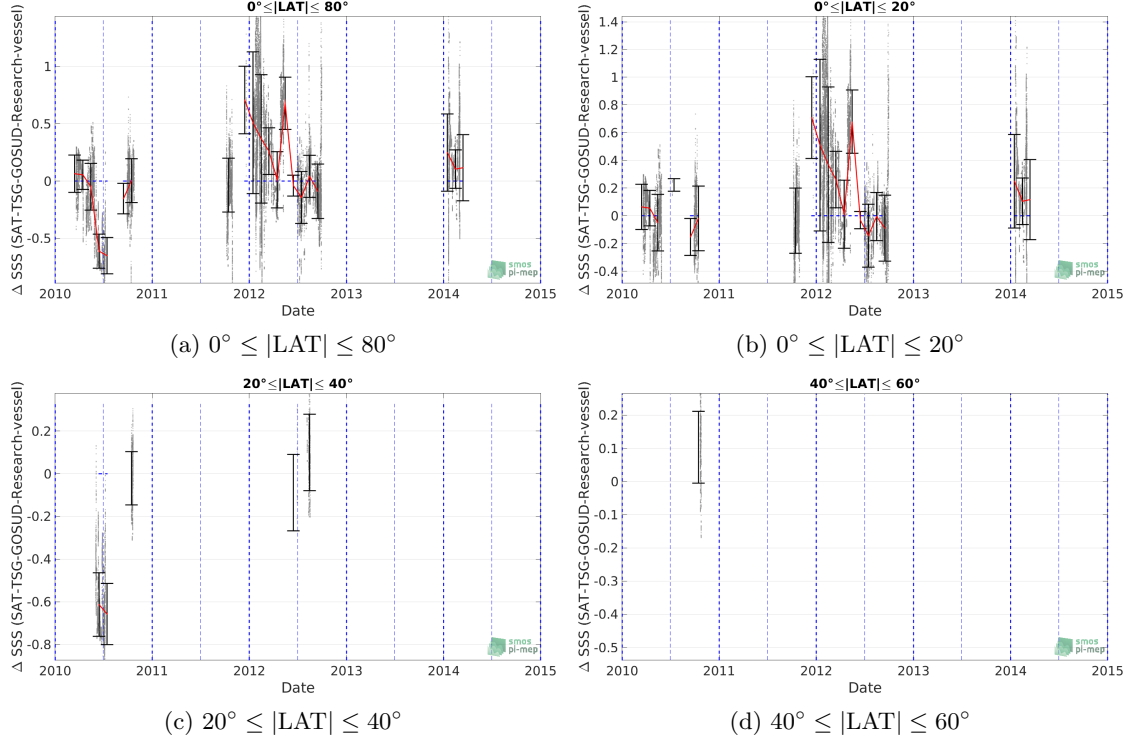 0°≤|LAT|≤ 80°
Δ SSS (SAT-TSG-GOSUD-Research-vessel)
1
0.5
0
-0.5
2010 2011 2012 2013 2014 2015
Date
smos
pi-mep
(a) 0° ≤ |LAT| ≤ 80°
0°≤|LAT|≤ 20°
Δ SSS (SAT-TSG-GOSUD-Research-vessel)
1.4
1.2
1
0.8
0.6
0.4
0.2
0
-0.2
-0.4
2010 2011 2012 2013 2014 2015
Date
smos
pi-mep
(b) 0° ≤ |LAT| ≤ 20°
20°≤|LAT|≤ 40°
Δ SSS (SAT-TSG-GOSUD-Research-vessel)
0.2
0
-0.2
-0.4
-0.6
-0.8
2010 2011 2012 2013 2014 2015
Date
smos
pi-mep
(c) 20° ≤ |LAT| ≤ 40°
40°≤|LAT|≤ 60°
Δ SSS (SAT-TSG-GOSUD-Research-vessel)
0.2
0.1
0
-0.1
-0.2
-0.3
-0.4
-0.5
2010 2011 2012 2013 2014 2015
Date
smos
pi-mep
(d) 40° ≤ |LAT| ≤ 60°